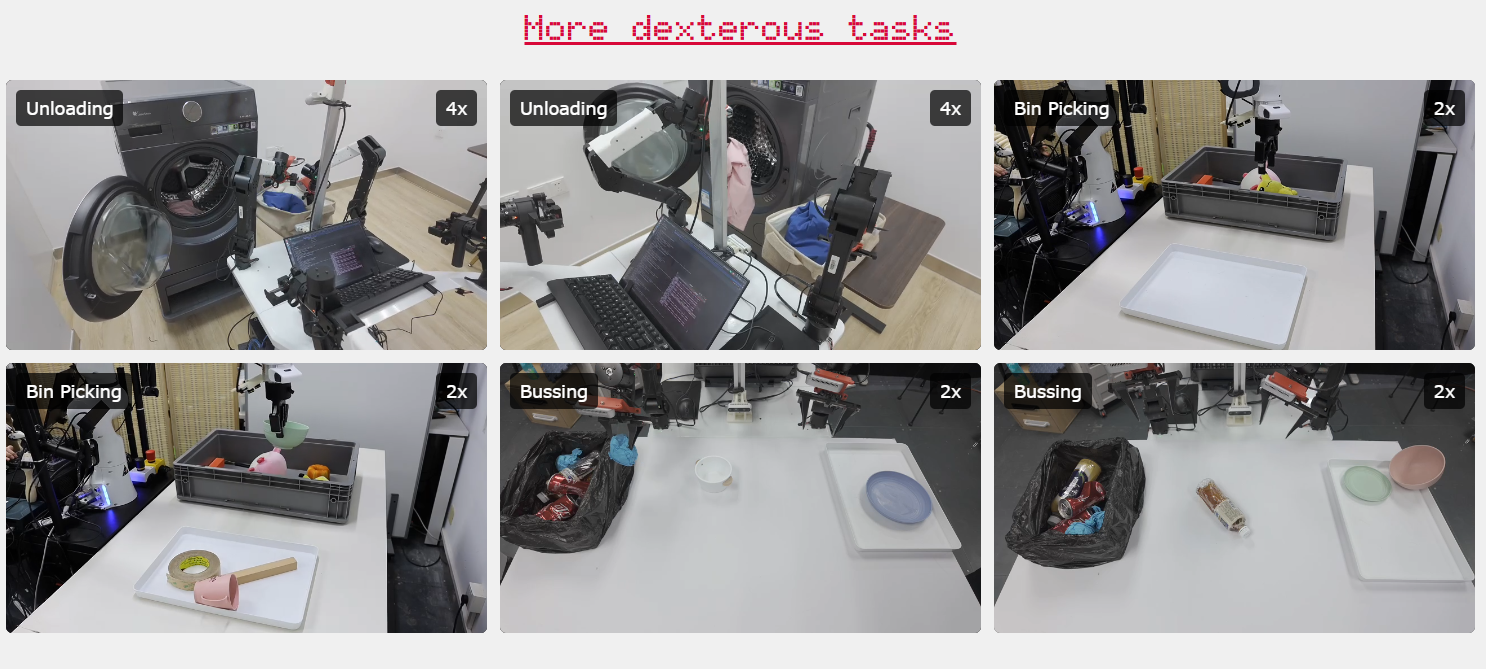 More dexterous tasks
Unloading
4x
Unloading
4x
Bin Picking
2x
Bin Picking
2x
Bussing
2x
Bussing
2x